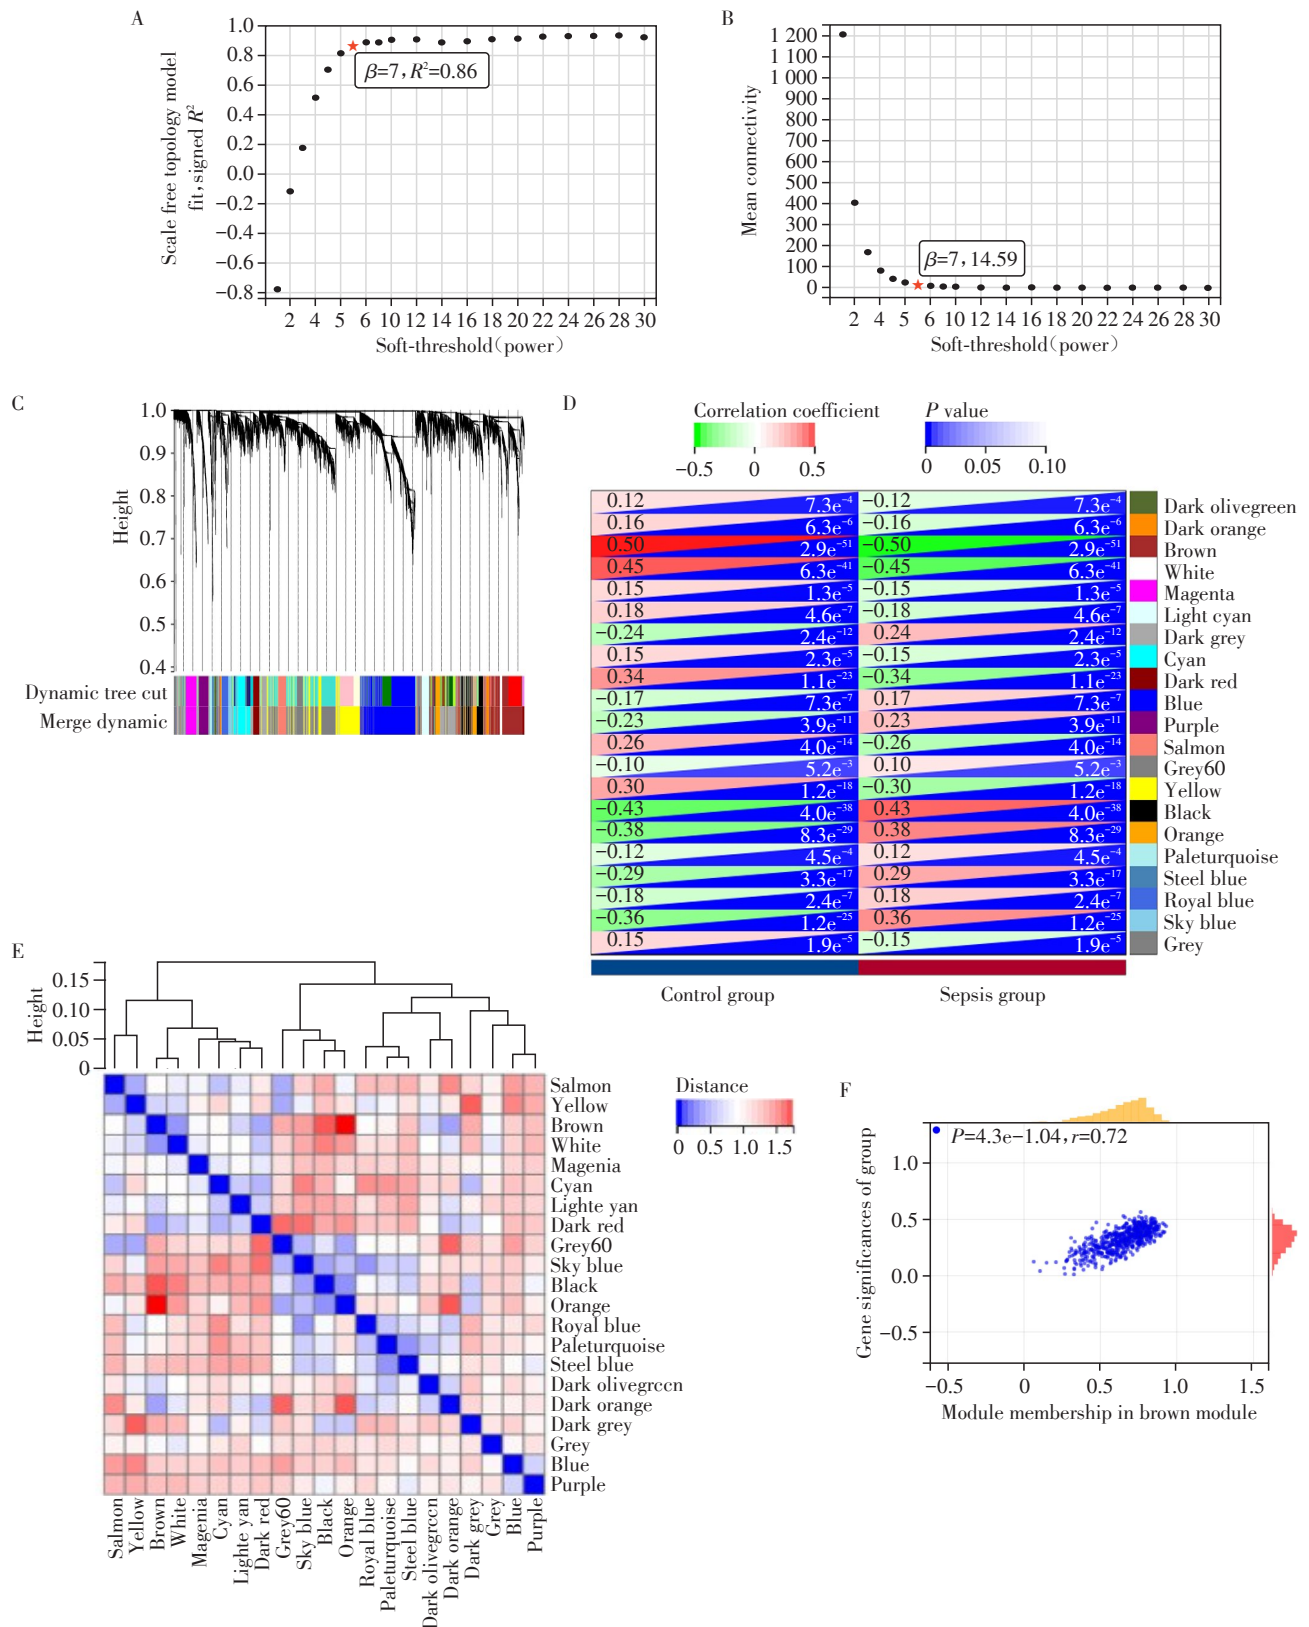 A
1.0
0.8
0.6
0.4
0.2
0.0
−0.2
−0.4
−0.6
−0.8
Scale free topology model
fit, signed R²
β=7, R²=0.86
2 4 5 6 10 12 14 16 18 20 22 24 26 28 30
Soft-threshold(power)
B
1 200
1 100
1 000
900
800
700
600
500
400
300
200
100
0
Mean connectivity
β=7, 14.59
2 4 5 6 10 12 14 16 18 20 22 24 26 28 30
Soft-threshold(power)
C
1.0
0.9
0.8
0.7
0.6
0.5
0.4
Height
Dynamic tree cut
Merge dynamic
D
Correlation coefficient
−0.5 0 0.5
P value
0 0.05 0.10
0.12 7.3e⁻⁴ −0.12 7.3e⁻⁴ Dark olivegreen
0.16 6.3e⁻⁶ −0.16 6.3e⁻⁶ Dark orange
0.50 2.9e⁻⁵¹ −0.50 2.9e⁻⁵¹ Brown
0.45 6.3e⁻⁴¹ −0.45 6.3e⁻⁴¹ White
0.15 1.3e⁻⁵ −0.15 1.3e⁻⁵ Magenta
0.18 4.6e⁻⁷ −0.18 4.6e⁻⁷ Light cyan
−0.24 2.4e⁻¹² 0.24 2.4e⁻¹² Dark grey
0.15 2.3e⁻⁵ −0.15 2.3e⁻⁵ Cyan
0.34 1.1e⁻²³ −0.34 1.1e⁻²³ Dark red
−0.17 7.3e⁻⁷ 0.17 7.3e⁻⁷ Blue
−0.23 3.9e⁻¹¹ 0.23 3.9e⁻¹¹ Purple
0.26 4.0e⁻¹⁴ −0.26 4.0e⁻¹⁴ Salmon
−0.10 5.2e⁻³ 0.10 5.2e⁻³ Grey60
0.30 1.2e⁻¹⁸ −0.30 1.2e⁻¹⁸ Yellow
−0.43 4.0e⁻³⁸ 0.43 4.0e⁻³⁸ Black
−0.38 8.3e⁻²⁹ 0.38 8.3e⁻²⁹ Orange
−0.12 4.5e⁻⁴ 0.12 4.5e⁻⁴ Paleturquoise
−0.29 3.3e⁻¹⁷ 0.29 3.3e⁻¹⁷ Steel blue
−0.18 2.4e⁻⁷ 0.18 2.4e⁻⁷ Royal blue
−0.36 1.2e⁻²⁵ 0.36 1.2e⁻²⁵ Sky blue
0.15 1.9e⁻⁵ −0.15 1.9e⁻⁵ Grey
Control group Sepsis group
E
0.15
0.10
0.05
0
Height
Distance
0 0.5 1.0 1.5
Salmon
Yellow
Brown
White
Magenia
Cyan
Lighte yan
Dark red
Grey60
Sky blue
Black
Orange
Royal blue
Paleturquoise
Steel blue
Dark olivegrccn
Dark orange
Dark grey
Grey
Blue
Purple
Salmon
Yellow
Brown
White
Magenia
Cyan
Lighte yan
Dark red
Grey60
Sky blue
Black
Orange
Royal blue
Paleturquoise
Steel blue
Dark olivegrccn
Dark orange
Dark grey
Grey
Blue
Purple
F
P=4.3e−1.04, r=0.72
1.0
0.5
0.0
−0.5
Gene significances of group
−0.5 0 0.5 1.0 1.5
Module membership in brown module